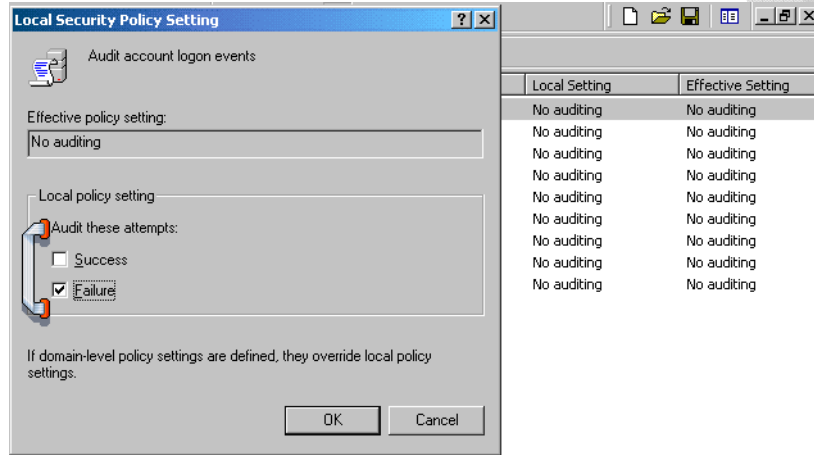 Local Security Policy Setting
Audit account logon events
Effective policy setting:
No auditing
Local policy setting
Audit these attempts:
Success
Failure
If domain-level policy settings are defined, they override local policy
settings.
OK Cancel
Local Setting Effective Setting
No auditing No auditing
No auditing No auditing
No auditing No auditing
No auditing No auditing
No auditing No auditing
No auditing No auditing
No auditing No auditing
No auditing No auditing
No auditing No auditing